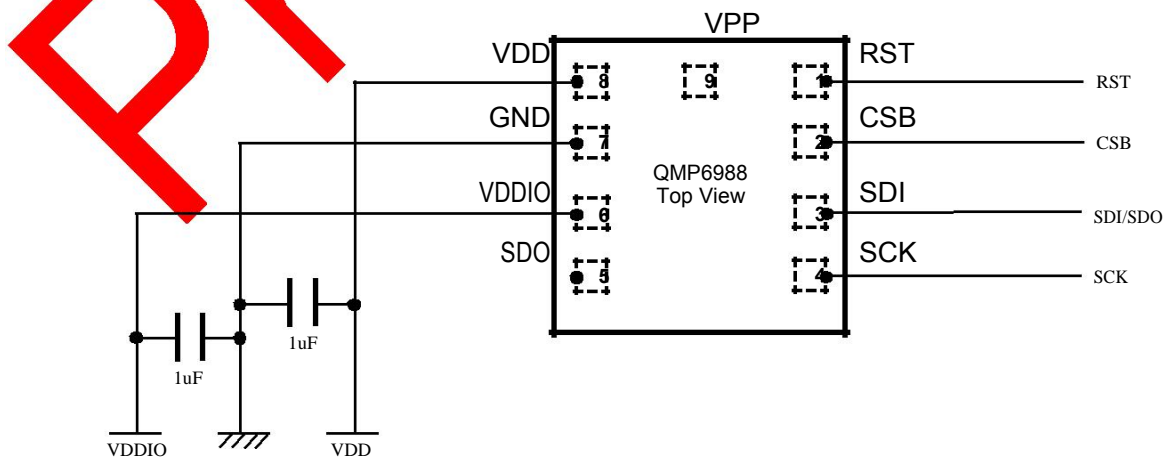 VPP
VDD
RST
8
9
1
RST
GND
CSB
7
2
CSB
QMP6988
Top View
VDDIO
SDI
6
3
SDI/SDO
SDO
SCK
5
4
SCK
1uF
1uF
VDDIO
VDD